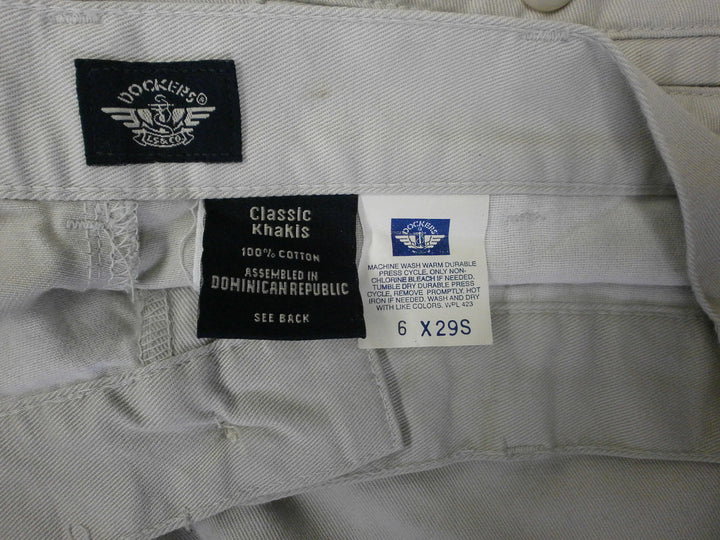 DOCKERS®
LS&CO
Classic
Khakis
100% COTTON
ASSEMBLED IN
DOMINICAN REPUBLIC
SEE BACK
DOCKERS
MACHINE WASH WARM DURABLE
PRESS CYCLE, ONLY NON-
CHLORINE BLEACH IF NEEDED.
TUMBLE DRY DURABLE PRESS
CYCLE, REMOVE PROMPTLY. HOT
IRON IF NEEDED. WASH AND DRY
WITH LIKE COLORS. WPL 423
6 X29S